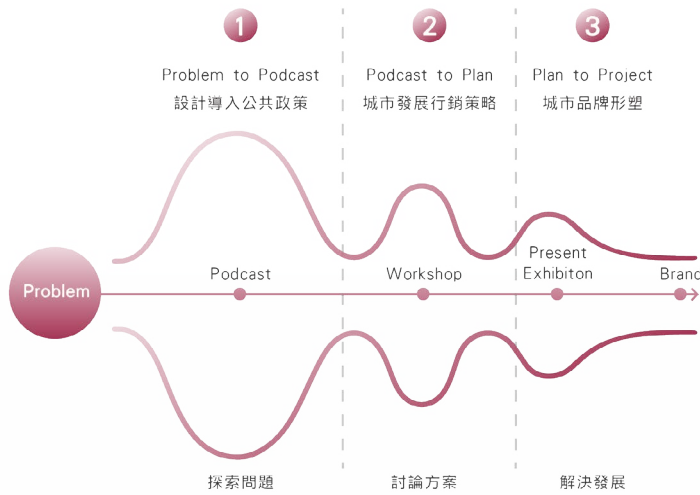 1
2
3
Problem to Podcast
Podcast to Plan
Plan to Project
設計導入公共政策
城市發展行銷策略
城市品牌形塑
Problem
Podcast
Workshop
Present
Exhibiton
Brand
探索問題
討論方案
解決發展